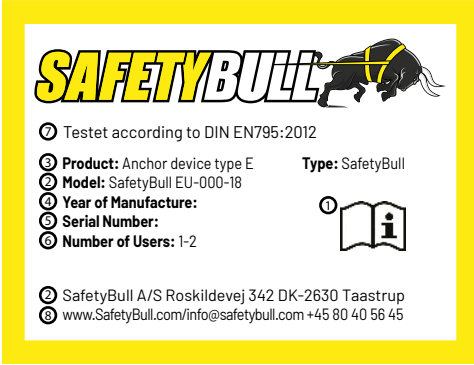 SAFETYBULL
7 Testet according to DIN EN795:2012
3 Product: Anchor device type E Type: SafetyBull
2 Model: SafetyBull EU-000-18
4 Year of Manufacture:
1
5 Serial Number:
6 Number of Users: 1-2
2 SafetyBull A/S Roskildevej 342 DK-2630 Taastrup
8 www.SafetyBull.com/info@safetybull.com +45 80 40 56 45